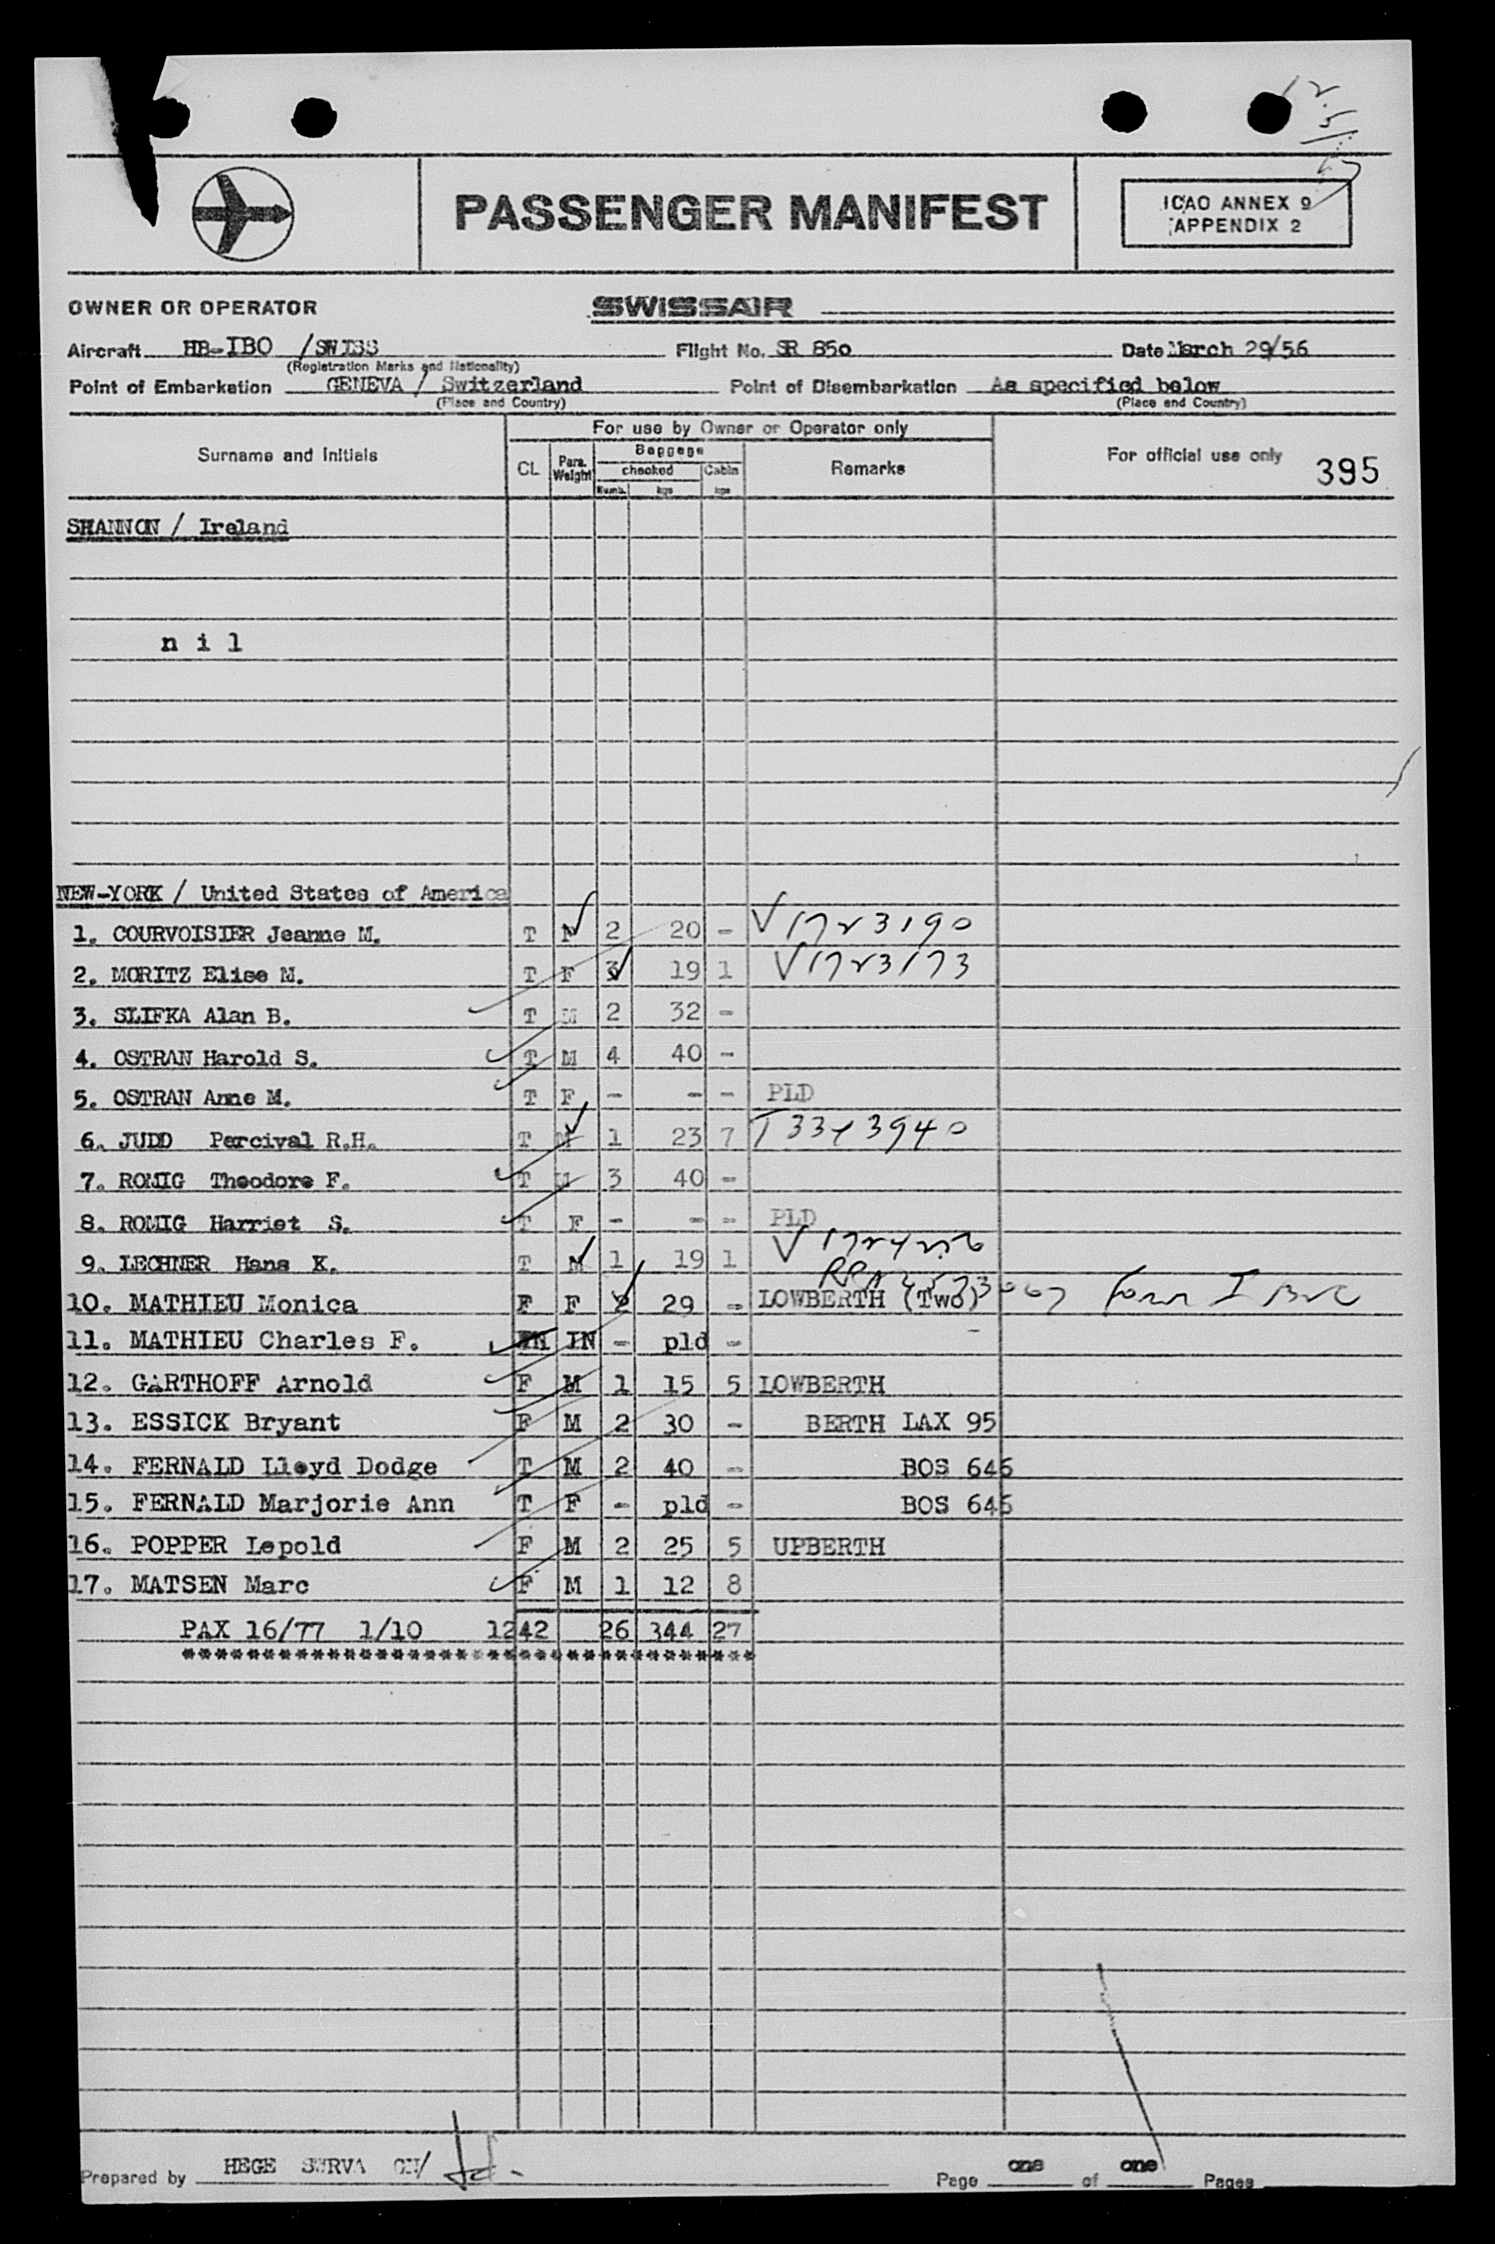 PASSENGER MANIFEST
ICAO ANNEX 9
APPENDIX 2
OWNER OR OPERATOR SWISSAIR
Aircraft HB-IBO /SWISS Flight No. SR 850 Date March 29/56
(Registration Marks and Nationality)
Point of Embarkation GENEVA / Switzerland Point of Disembarkation As specified below
(Place and Country) (Place and Country)
For use by Owner or Operator only
Surname and Initials CL Pass. Weight Baggage checked Cabin Remarks For official use only 395
Numb. kgs kgs
SHANNON / Ireland
n i l
NEW-YORK / United States of America
1. COURVOISIER Jeanne M. T F 2 20 -
2. MORITZ Elise M. T F 3 19 1
3. SLIFKA Alan B. T M 2 32 -
4. OSTRAN Harold S. T M 4 40 -
5. OSTRAN Anne M. T F - - - PLD
6. JUDD Percival R.H. T M 1 23 7
7. ROMIG Theodore F. T M 3 40 -
8. ROMIG Harriet S. T F - - - PLD
9. LECHNER Hans K. T M 1 19 1
10. MATHIEU Monica F F 2 29 - LOWBERTH (Two)
11. MATHIEU Charles F. IN IN - pld -
12. GARTHOFF Arnold F M 1 15 5 LOWBERTH
13. ESSICK Bryant F M 2 30 - BERTH LAX 95
14. FERNALD Lloyd Dodge T M 2 40 - BOS 646
15. FERNALD Marjorie Ann T F - pld - BOS 646
16. POPPER Lepold F M 2 25 5 UPBERTH
17. MATSEN Marc F M 1 12 8
PAX 16/77 1/10 1242 26 344 27
************************************
Prepared by HEGE Page one of one Pages